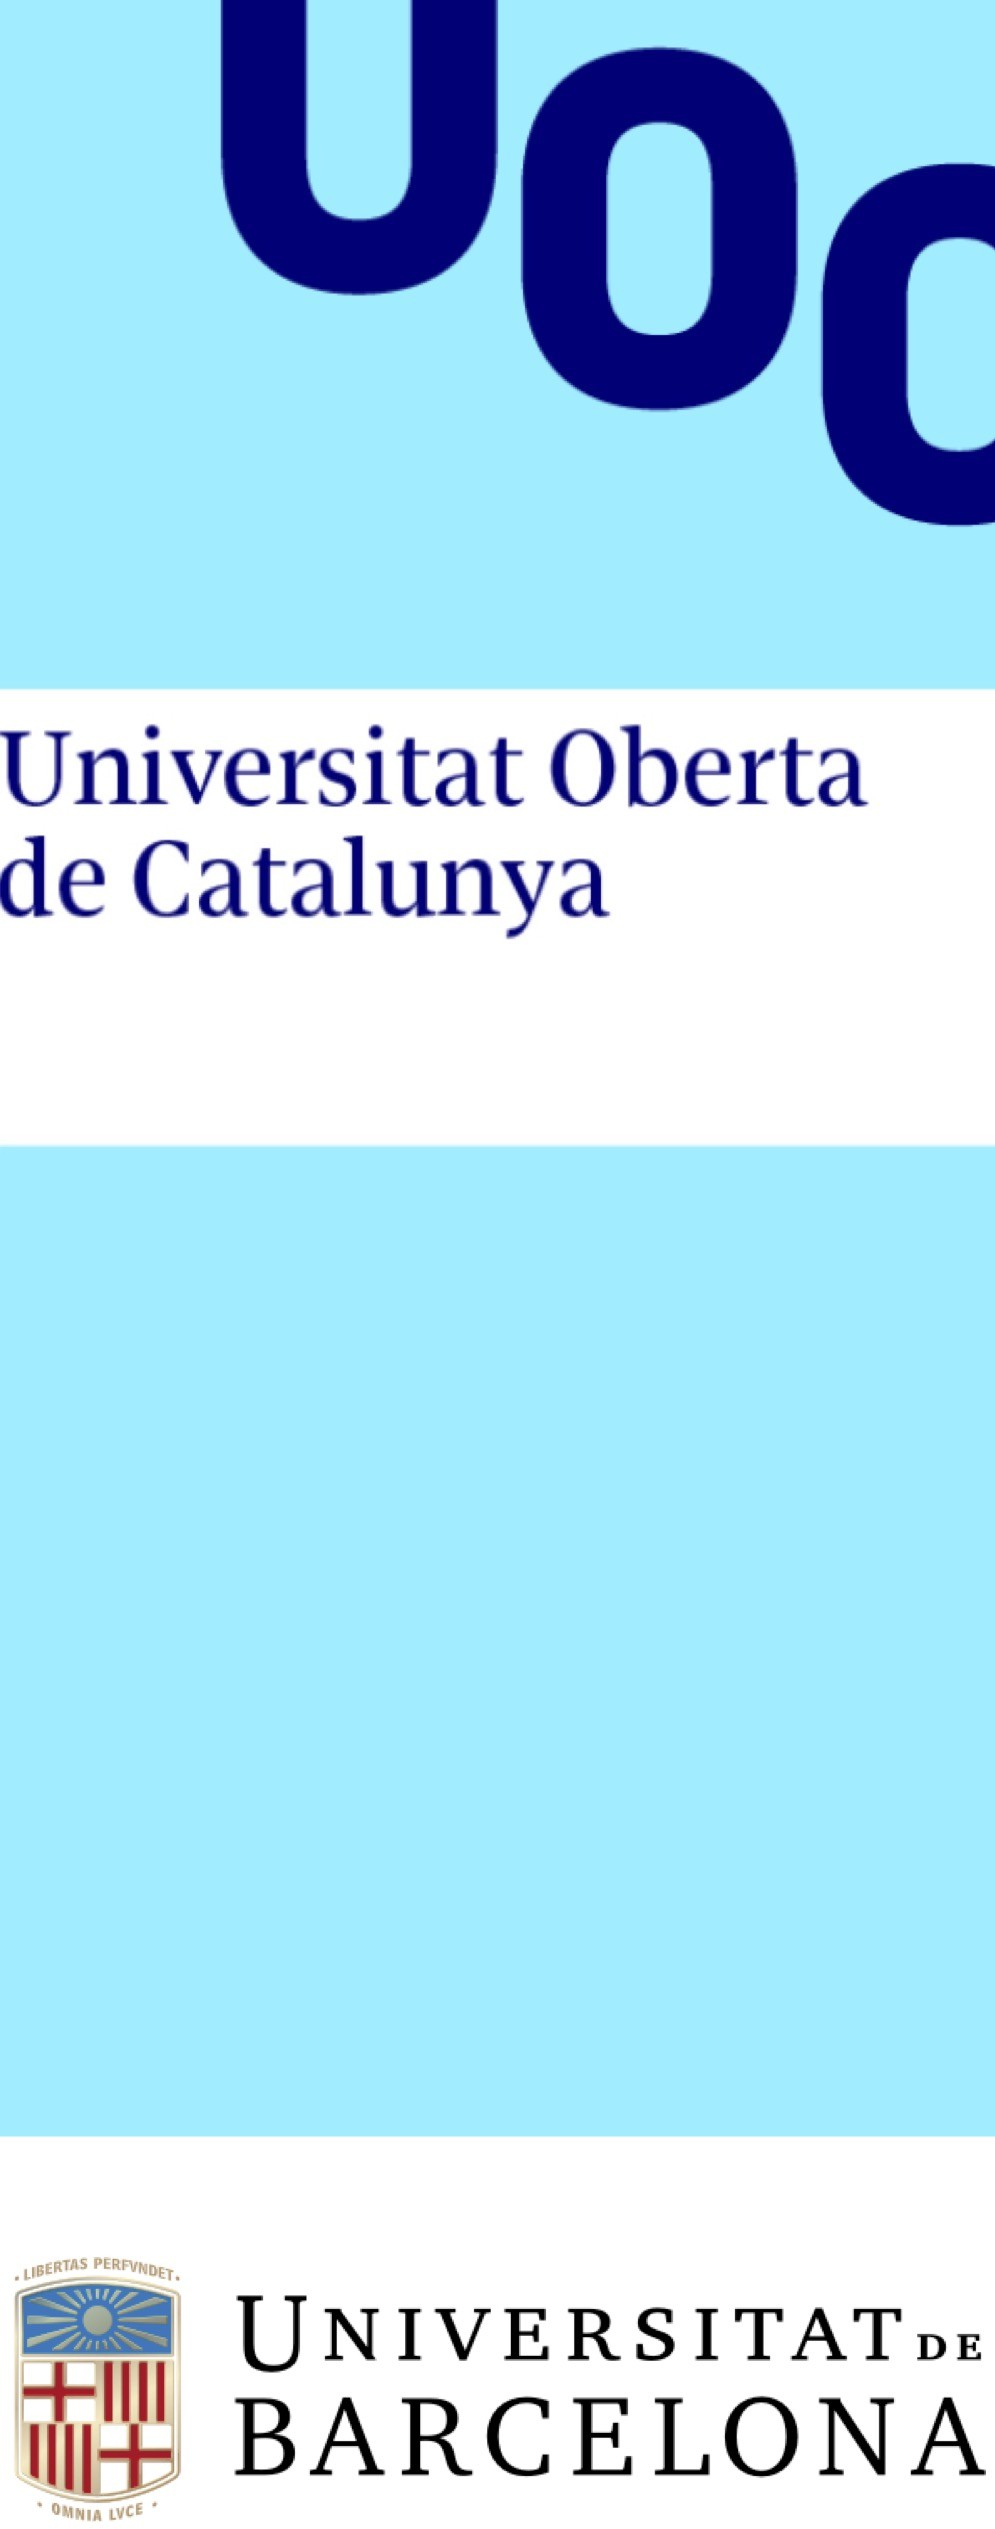 UOC
Universitat Oberta
de Catalunya
· LIBERTAS PERFVNDET ·
UNIVERSITAT DE
BARCELONA
· OMNIA LVCE ·